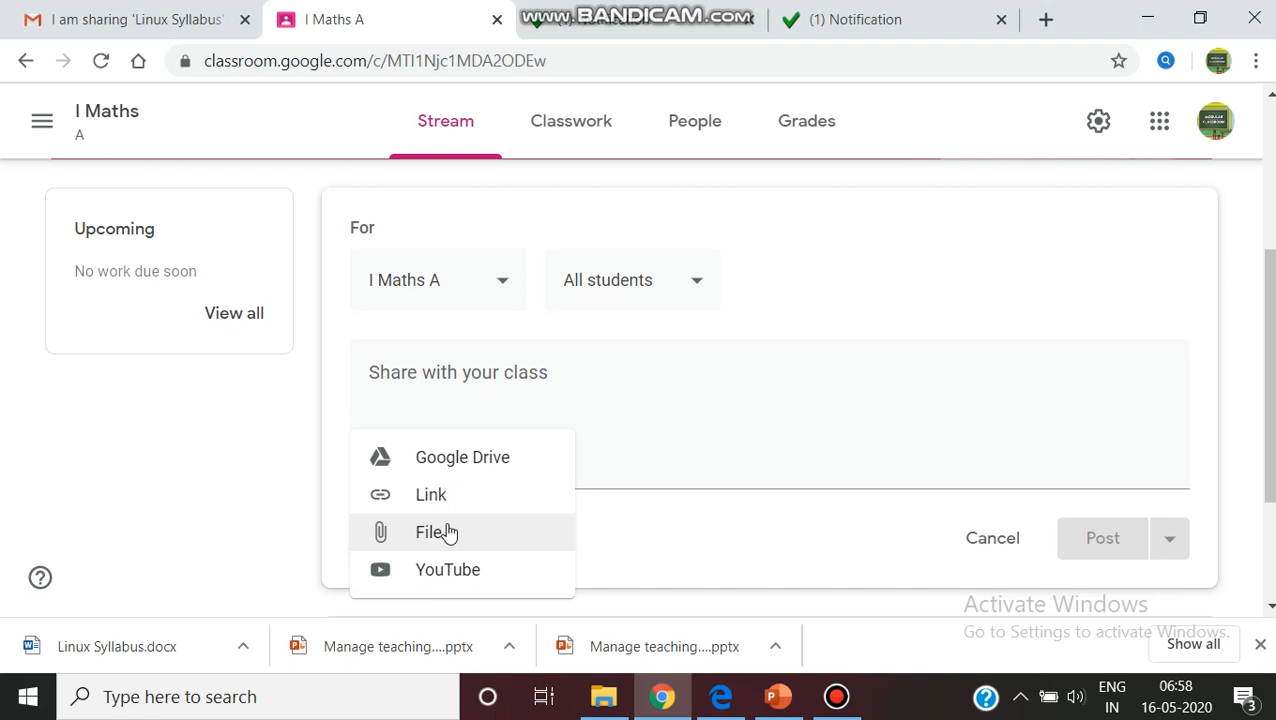 I am sharing 'Linux Syllabus'
I Maths A
www.BANDICAM.com
(1) Notification
classroom.google.com/c/MTI1Njc1MDA2ODEw
I Maths
A
Stream
Classwork
People
Grades
MODULAR
CLASSROOM
Upcoming
No work due soon
View all
For
I Maths A
All students
Share with your class
Google Drive
Link
File
YouTube
Cancel
Post
Activate Windows
Go to Settings to activate Windows.
Linux Syllabus.docx
Manage teaching....pptx
Manage teaching....pptx
Show all
Type here to search
ENG
IN
06:58
16-05-2020
3